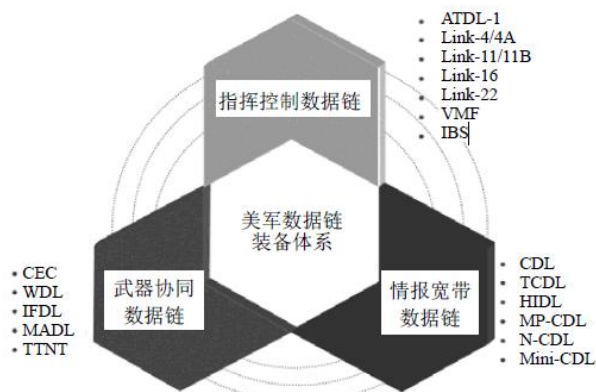 ATDL-1
Link-4/4A
Link-11/11B
Link-16
Link-22
VMF
IBS
指挥控制数据链
美军数据链
装备体系
CEC
WDL
IFDL
MADL
TTNT
武器协同
数据链
情报宽带
数据链
CDL
TCDL
HIDL
MP-CDL
N-CDL
Mini-CDL